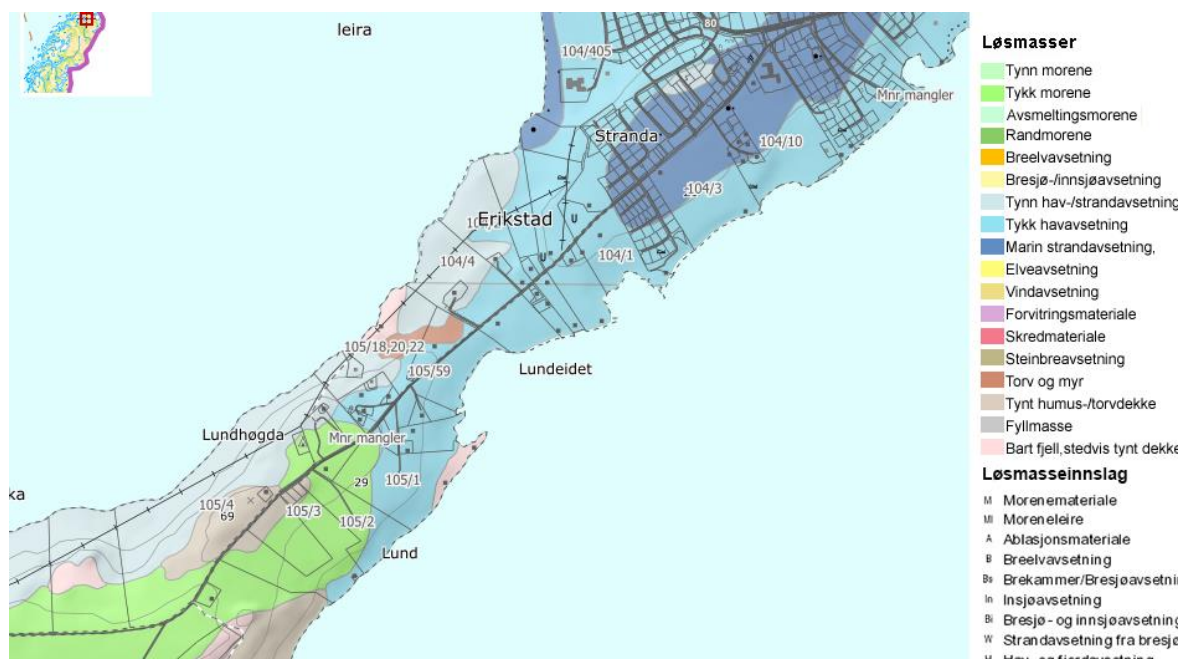 leira
80
104/405
Mnr mangler
Stranda
104/10
104/3
Erikstad
U
104/4
104/1
U
105/18,20,22
Lundeidet
105/59
Lundhøgda
Mnr mangler
ka
29
105/1
105/4
69
105/3
105/2
Lund
Løsmasser
Tynn morene
Tykk morene
Avsmeltingsmorene
Randmorene
Breelvavsetning
Bresjø-/innsjøavsetning
Tynn hav-/strandavsetning
Tykk havavsetning
Marin strandavsetning,
Elveavsetning
Vindavsetning
Forvitringsmateriale
Skredmateriale
Steinbreavsetning
Torv og myr
Tynt humus-/torvdekke
Fyllmasse
Bart fjell,stedvis tynt dekke
Løsmasseinnslag
M Morenemateriale
Ml Moreneleire
A Ablasjonsmateriale
B Breelvavsetning
Bs Brekammer/Bresjøavsetnin
In Insjøavsetning
Bi Bresjø- og innsjøavsetning
W Strandavsetning fra bresjø